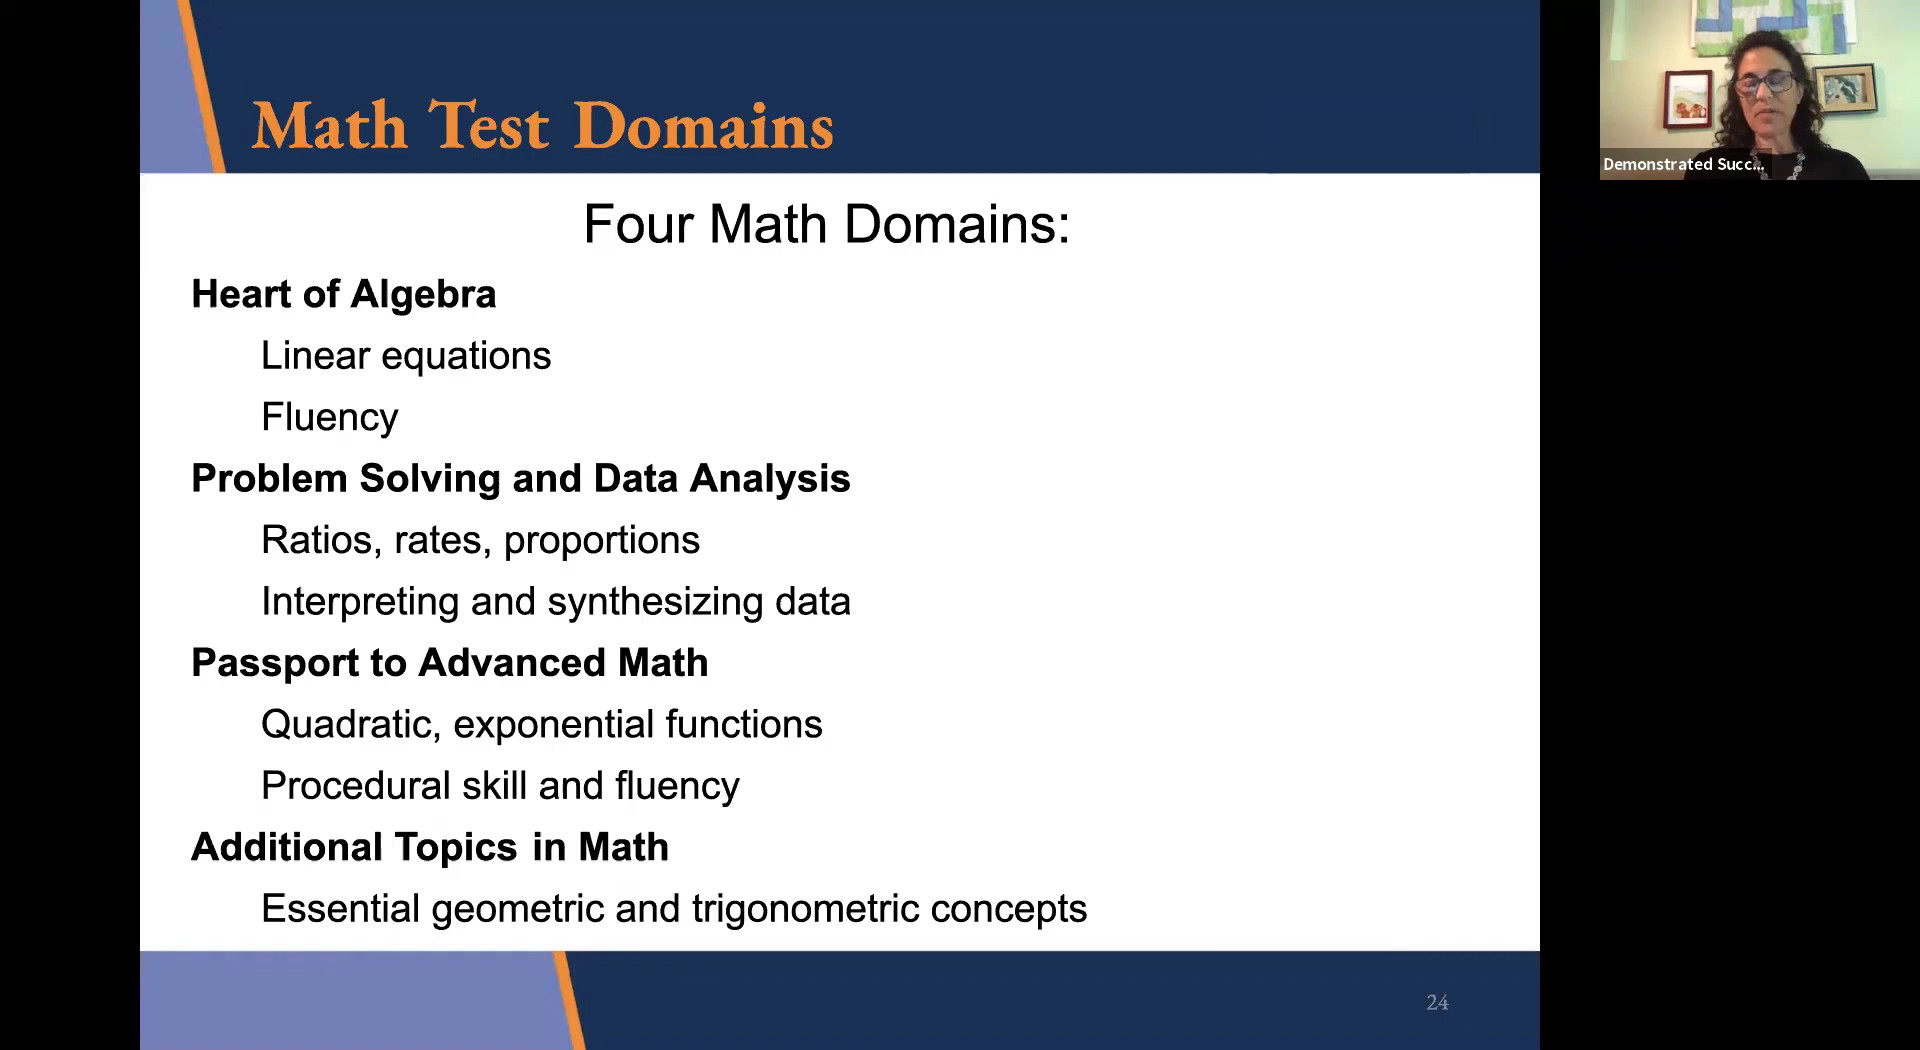 Math Test Domains
Four Math Domains:
Heart of Algebra
Linear equations
Fluency
Problem Solving and Data Analysis
Ratios, rates, proportions
Interpreting and synthesizing data
Passport to Advanced Math
Quadratic, exponential functions
Procedural skill and fluency
Additional Topics in Math
Essential geometric and trigonometric concepts
24
Demonstrated Succ...